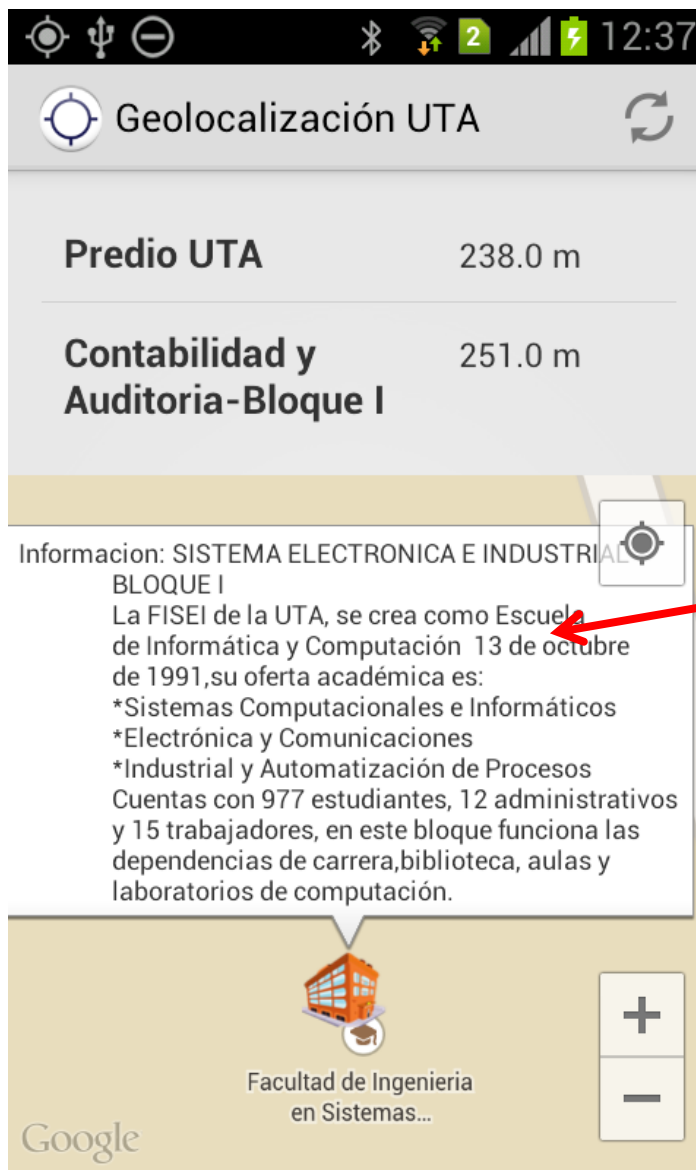 2 12:37
Geolocalización UTA
Predio UTA 238.0 m
Contabilidad y 251.0 m
Auditoria-Bloque I
Informacion: SISTEMA ELECTRONICA E INDUSTRIAL
BLOQUE I
La FISEI de la UTA, se crea como Escuela
de Informática y Computación 13 de octubre
de 1991,su oferta académica es:
*Sistemas Computacionales e Informáticos
*Electrónica y Comunicaciones
*Industrial y Automatización de Procesos
Cuentas con 977 estudiantes, 12 administrativos
y 15 trabajadores, en este bloque funciona las
dependencias de carrera,biblioteca, aulas y
laboratorios de computación.
Facultad de Ingenieria
en Sistemas...
Google